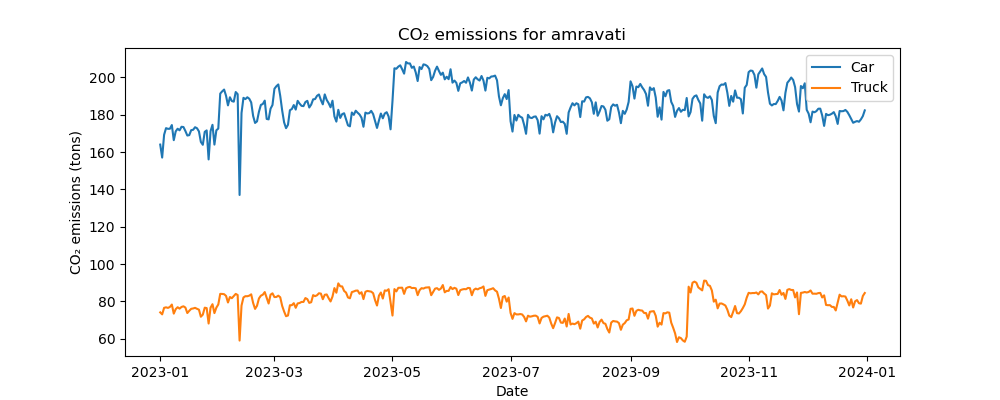 CO₂ emissions for amravati
Car
Truck
CO₂ emissions (tons)
200
180
160
140
120
100
80
60
2023-01 2023-03 2023-05 2023-07 2023-09 2023-11 2024-01
Date